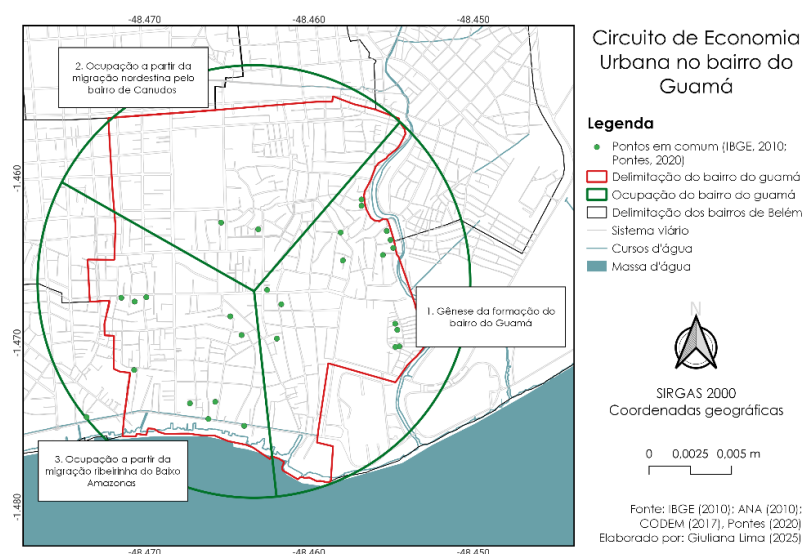 -48.470
-48.460
-48.450
2. Ocupação a partir da
migração nordestina pelo
bairro de Canudos
-1.460
-1.470
-1.480
1. Gênese da formação do
bairro do Guamá
3. Ocupação a partir da
migração ribeirinha do Baixo
Amazonas
-48.470
-48.460
-48.450
Circuito de Economia
Urbana no bairro do
Guamá
Legenda
Pontos em comum (IBGE, 2010;
Pontes, 2020)
Delimitação do bairro do guamá
Ocupação do bairro do guamá
Delimitação dos bairros de Belém
Sistema viário
Cursos d'água
Massa d'água
N
SIRGAS 2000
Coordenadas geográficas
0 0,0025 0,005 m
Fonte: IBGE (2010); ANA (2010);
CODEM (2017), Pontes (2020)
Elaborado por: Giuliana Lima (2025)